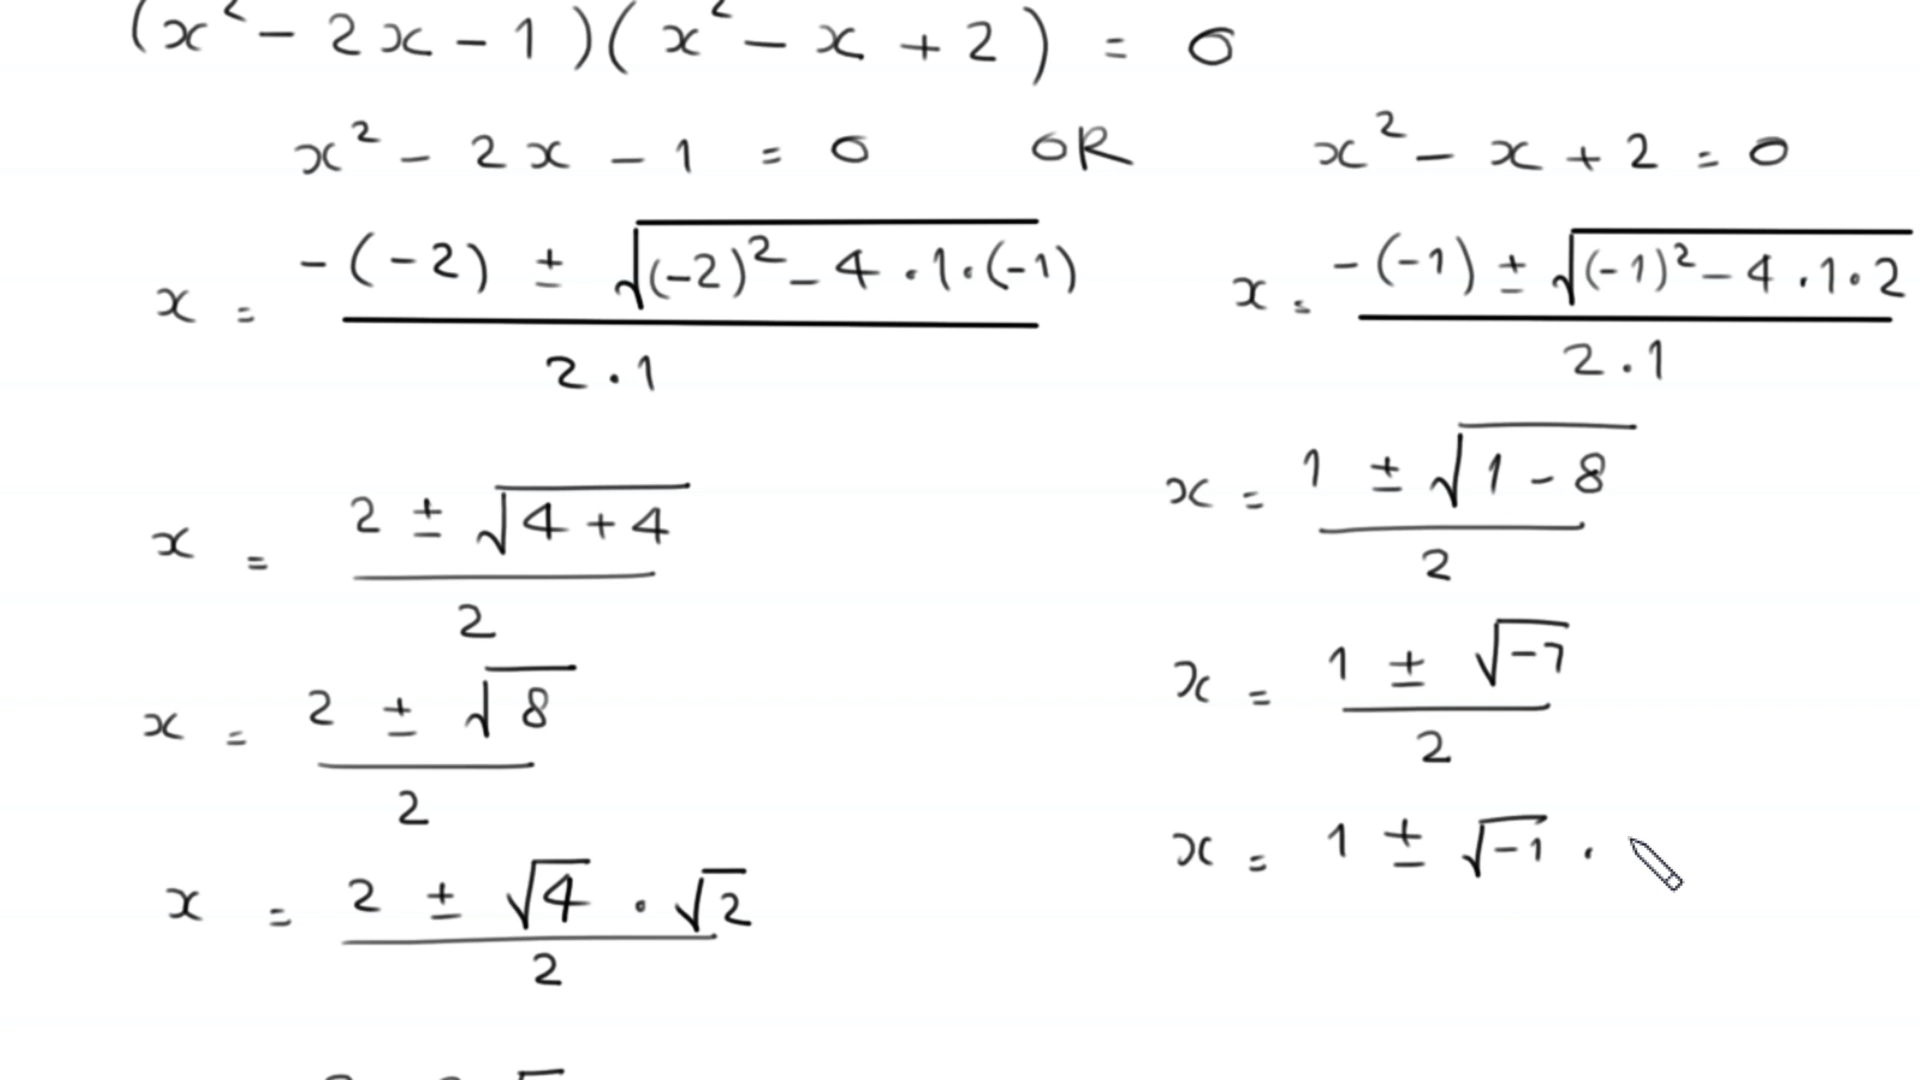 (x² - 2x - 1)(x² - x + 2) = 0
x² - 2x - 1 = 0 OR x² - x + 2 = 0
x = (-(-2) ± √((-2)² - 4 · 1 · (-1))) / (2 · 1)
x = (-(-1) ± √((-1)² - 4 · 1 · 2)) / (2 · 1)
x = (2 ± √(4 + 4)) / 2
x = (1 ± √(1 - 8)) / 2
x = (2 ± √8) / 2
x = (1 ± √-7) / 2
x = (2 ± √4 · √2) / 2
x = 1 ± √-1 ·